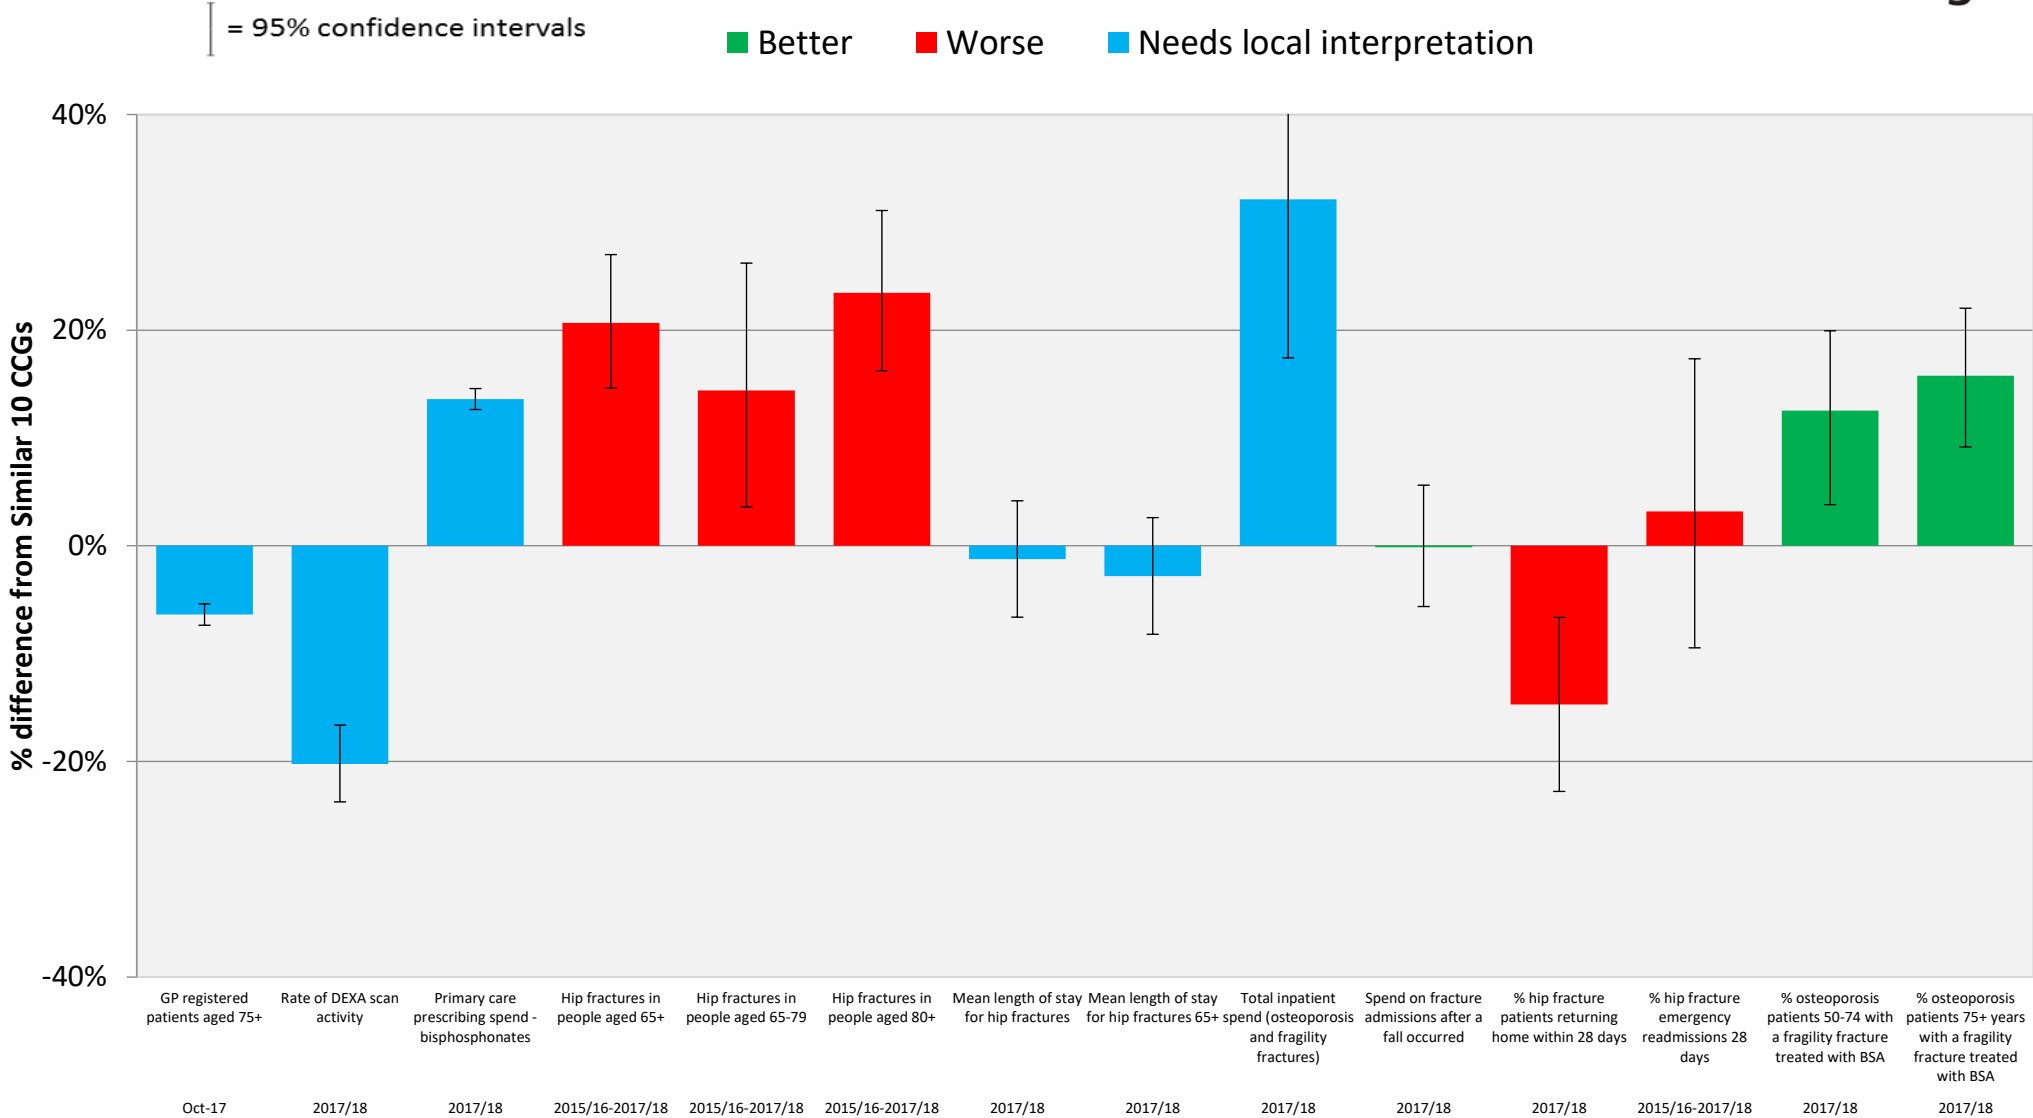 = 95% confidence intervals
Better
Worse
Needs local interpretation
% difference from Similar 10 CCGs
40%
20%
0%
-20%
-40%
GP registered
patients aged 75+
Oct-17
Rate of DEXA scan
activity
2017/18
Primary care
prescribing spend -
bisphosphonates
2017/18
Hip fractures in
people aged 65+
2015/16-2017/18
Hip fractures in
people aged 65-79
2015/16-2017/18
Hip fractures in
people aged 80+
2015/16-2017/18
Mean length of stay
for hip fractures
2017/18
Mean length of stay
for hip fractures 65+
2017/18
Total inpatient
spend (osteoporosis
and fragility
fractures)
2017/18
Spend on fracture
admissions after a
fall occurred
2017/18
% hip fracture
patients returning
home within 28 days
2017/18
% hip fracture
emergency
readmissions 28
days
2015/16-2017/18
% osteoporosis
patients 50-74 with
a fragility fracture
treated with BSA
2017/18
% osteoporosis
patients 75+ years
with a fragility
fracture treated
with BSA
2017/18